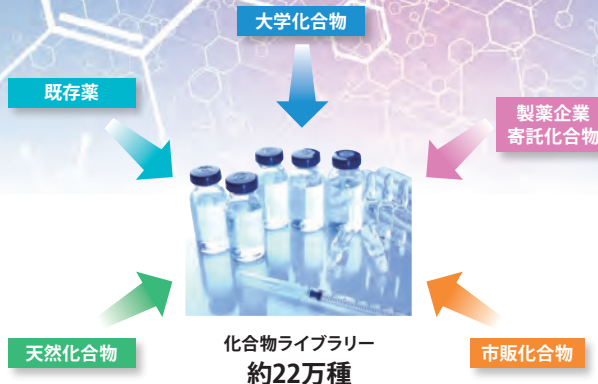 大学化合物
既存薬
製薬企業
寄託化合物
天然化合物
市販化合物
化合物ライブラリー
約22万種